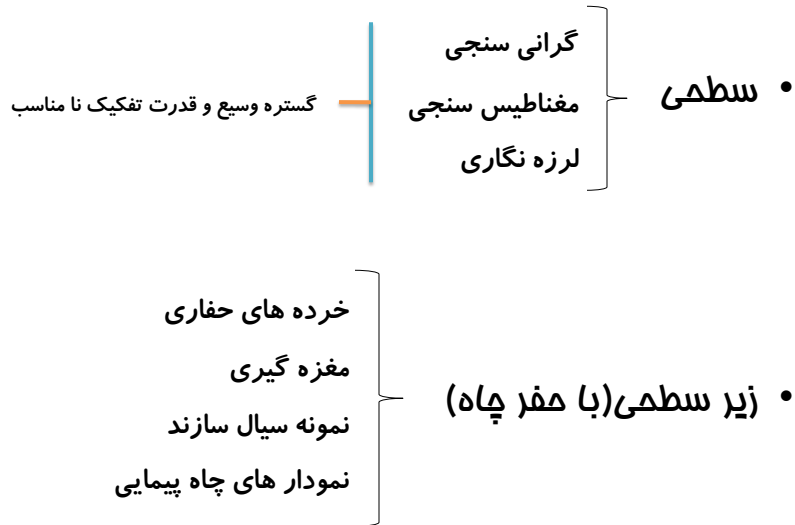 • سطحی
گرانی سنجی
مغناطیس سنجی
لرزه نگاری
گستره وسیع و قدرت تفکیک نا مناسب
• زیر سطحی(با حفر چاه)
خرده های حفاری
مغزه گیری
نمونه سیال سازند
نمودار های چاه پیمایی